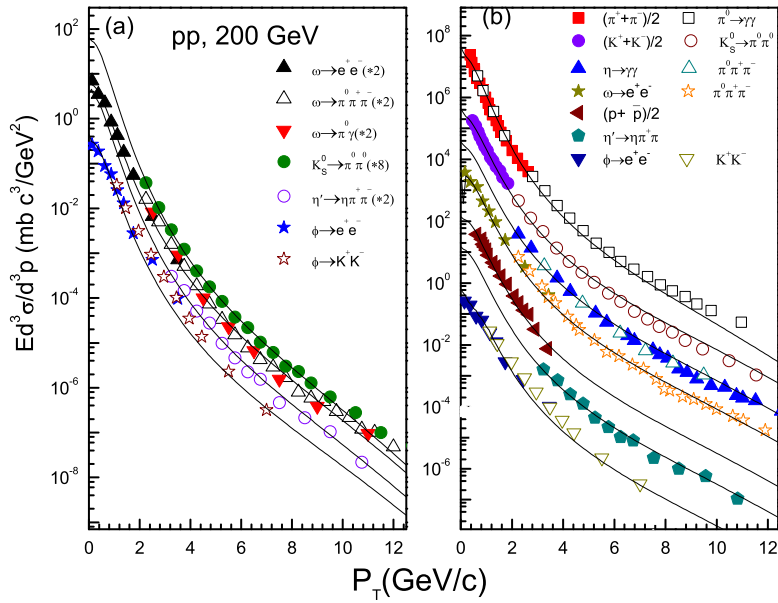 (a)
pp, 200 GeV
ω→e⁺e⁻(*2)
ω→π⁰π⁺π⁻(*2)
ω→π⁰γ(*2)
K_S⁰→π⁰π⁰(*8)
η′→ηπ⁺π⁻(*2)
ϕ→e⁺e⁻
ϕ→K⁺K⁻
10²
10⁰
10⁻²
10⁻⁴
10⁻⁶
10⁻⁸
0 2 4 6 8 10 12
Ed³σ/d³p (mb c³/GeV²)
(b)
(π⁺+π⁻)/2
π⁰→γγ
(K⁺+K⁻)/2
K_S⁰→π⁰π⁰
η→γγ
π⁰π⁺π⁻
ω→e⁺e⁻
π⁰π⁺π⁻
(p+p̅)/2
η′→ηπ⁺π
ϕ→e⁺e⁻
K⁺K⁻
10⁸
10⁶
10⁴
10²
10⁰
10⁻²
10⁻⁴
10⁻⁶
0 2 4 6 8 10 12
P_T(GeV/c)